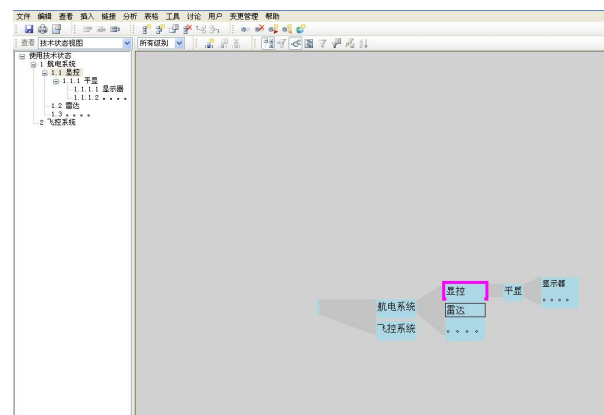 文件 编辑 查看 插入 链接 分析 表格 工具 讨论 用户 变更管理 帮助
查看 技术状态视图 所有级别
使用技术状态
1 航电系统
1.1 显控
1.1.1 平显
1.1.1.1 显示器
1.1.1.2 。。。。
1.2 雷达
1.3 。。。。
2 飞控系统
航电系统
飞控系统
显控
雷达
。。。。
平显
显示器
。。。。